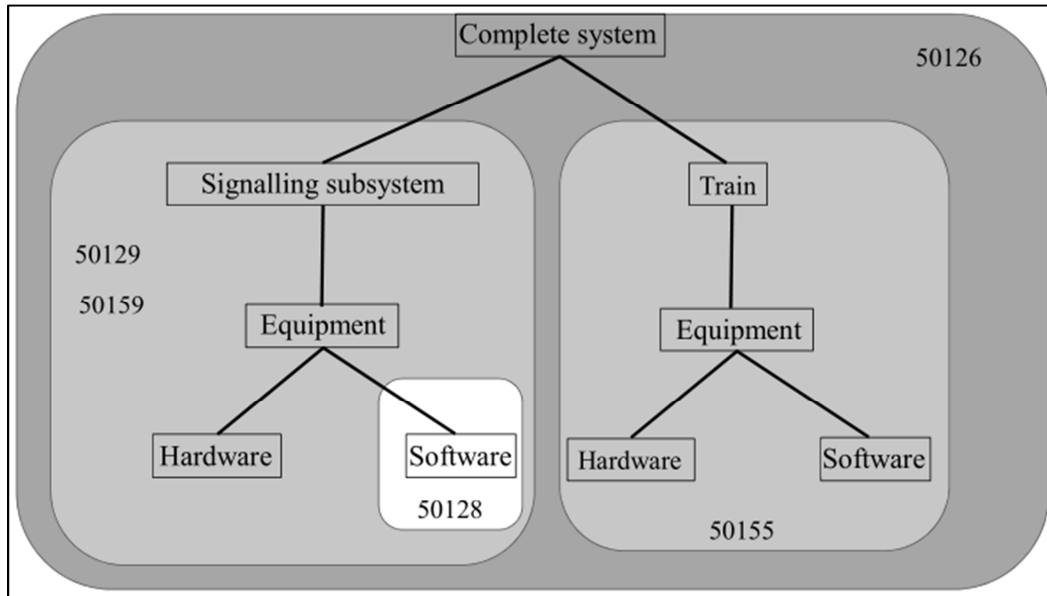 Complete system
50126
Signalling subsystem
Train
50129
50159
Equipment
Equipment
Hardware
Software
Hardware
Software
50128
50155